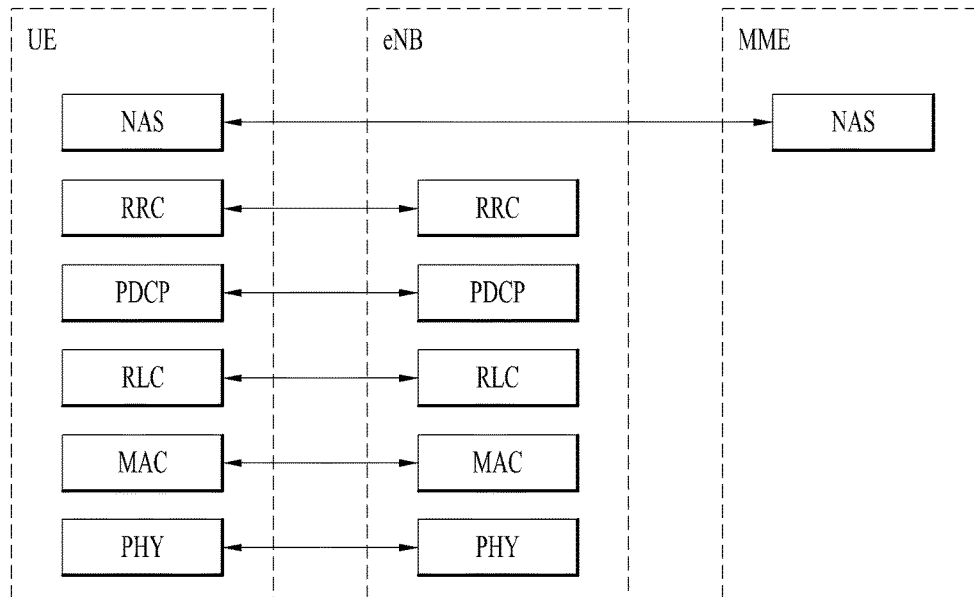 UE eNB MME
NAS NAS
RRC RRC
PDCP PDCP
RLC RLC
MAC MAC
PHY PHY